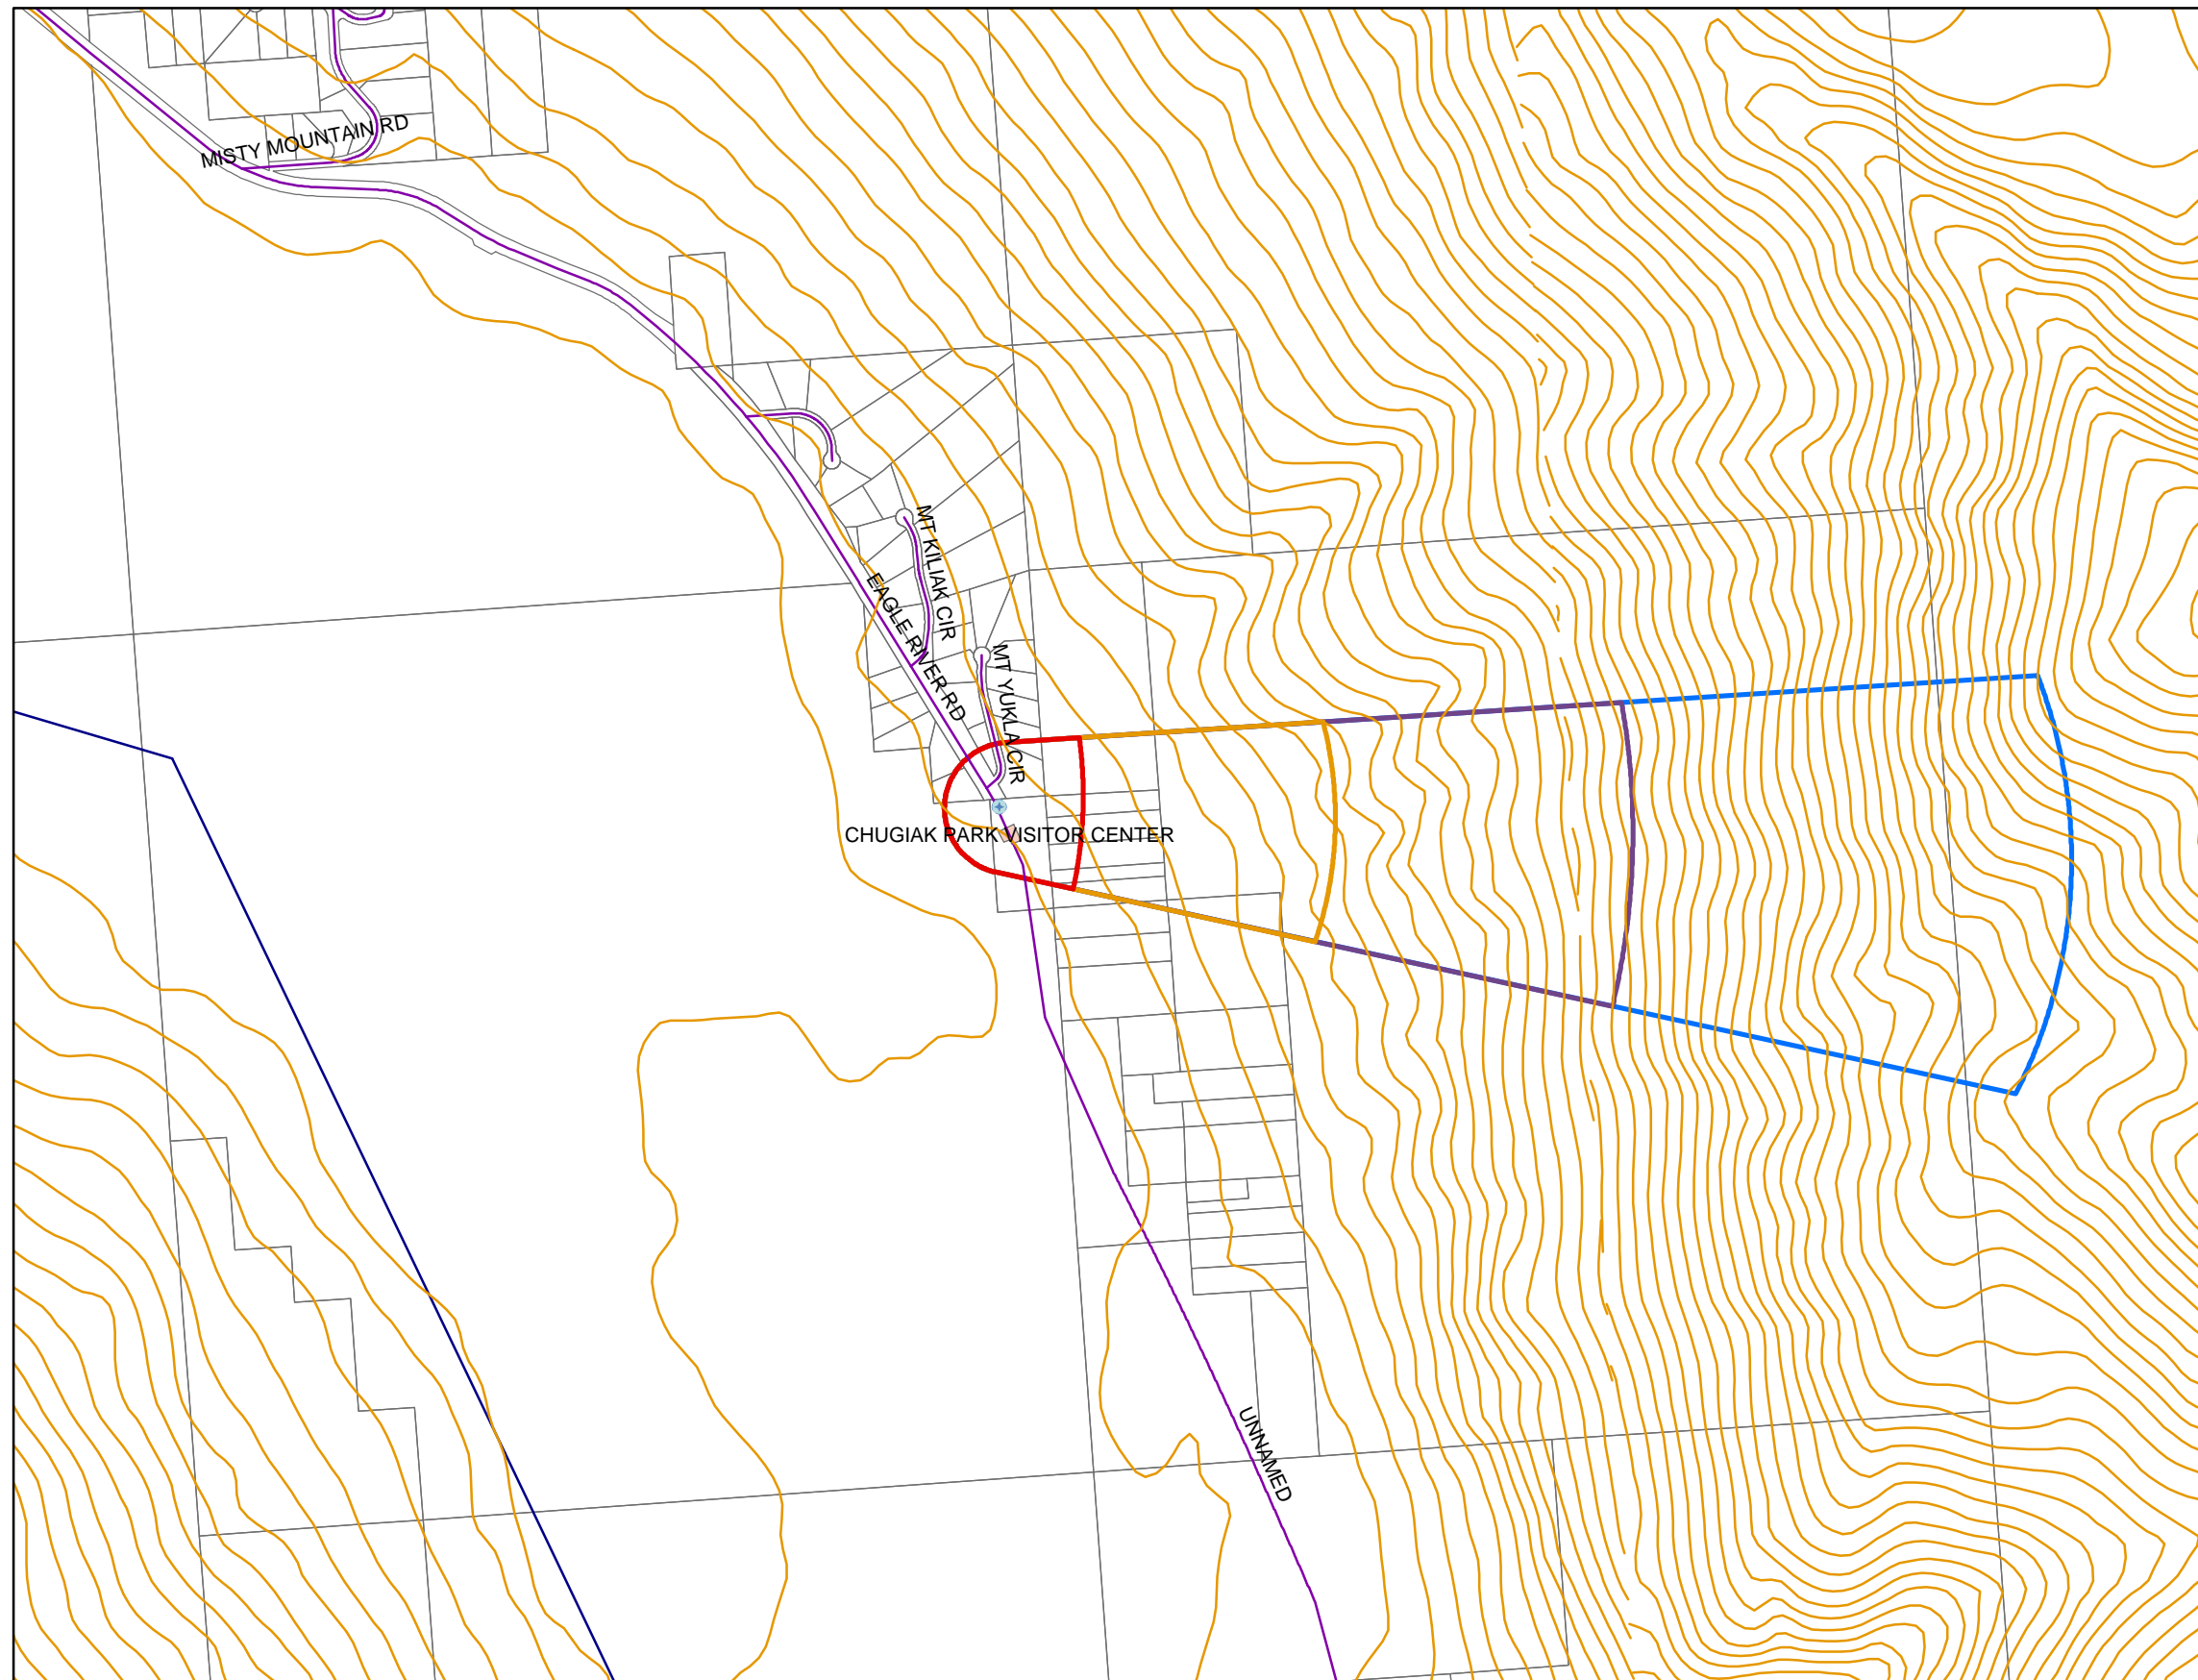 MISTY MOUNTAIN RD
MT KILIAK CIR
EAGLE RIVER RD
MT YUKLA CIR
CHUGIAK PARK VISITOR CENTER
UNNAMED